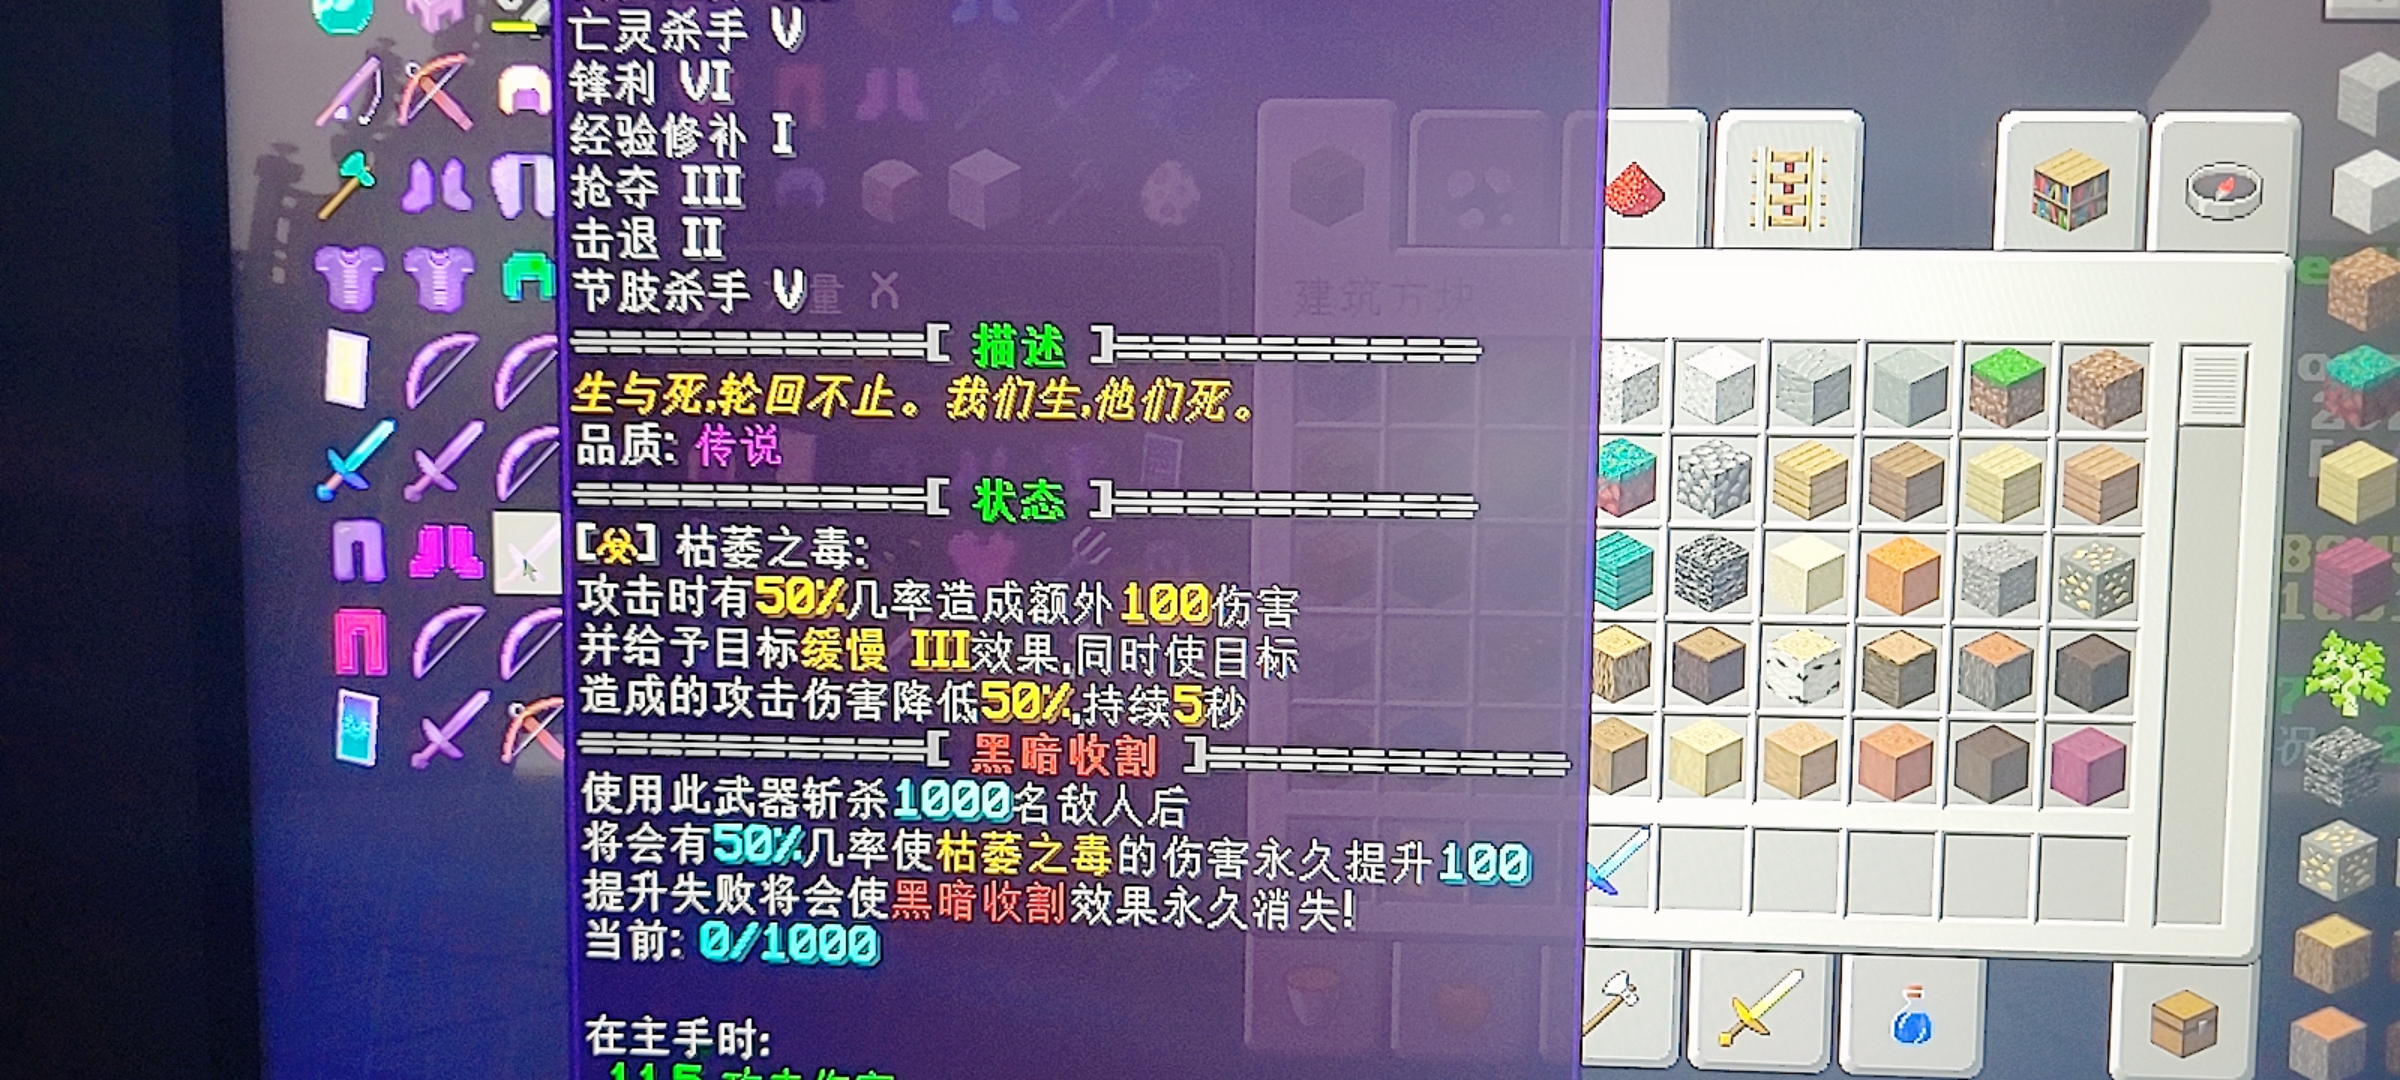 亡灵杀手 V
锋利 VI
经验修补 I
抢夺 III
击退 II
节肢杀手 V
量 X
建筑方块
[ 描述 ]
生与死,轮回不止。我们生,他们死。
品质: 传说
[ 状态 ]
[☣] 枯萎之毒:
攻击时有50%几率造成额外100伤害
并给予目标缓慢 III效果,同时使目标
造成的攻击伤害降低50%,持续5秒
[ 黑暗收割 ]
使用此武器斩杀1000名敌人后
将会有50%几率使枯萎之毒的伤害永久提升100
提升失败将会使黑暗收割效果永久消失!
当前: 0/1000
在主手时:
115 攻击伤害